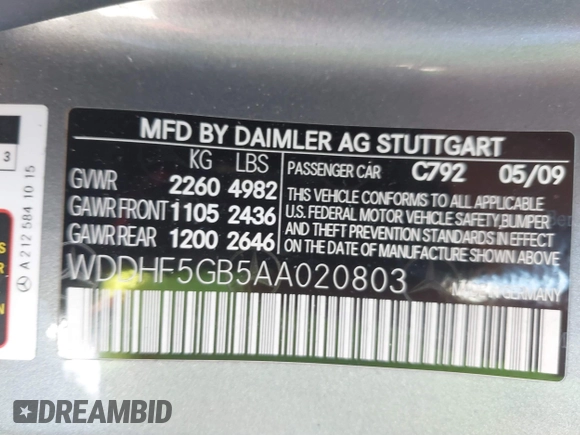 MFD BY DAIMLER AG STUTTGART
KG LBS PASSENGER CAR C792 05/09
GVWR 2260 4982
GAWR FRONT 1105 2436
GAWR REAR 1200 2646
THIS VEHICLE CONFORMS TO ALL APPLICABLE
U.S. FEDERAL MOTOR VEHICLE SAFETY, BUMPER
AND THEFT PREVENTION STANDARDS IN EFFECT
ON THE DATE OF MANUFACTURE SHOWN ABOVE.
WDDHF5GB5AA020803
GERMANY
3
A 212 584 10 15
DREAMBID